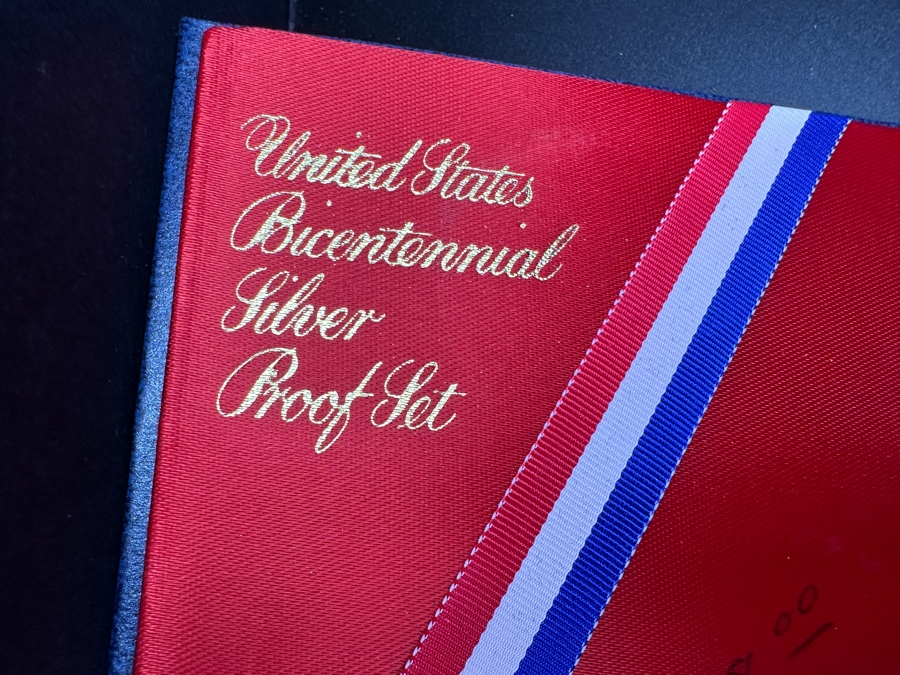 United States
Bicentennial
Silver
Proof Set